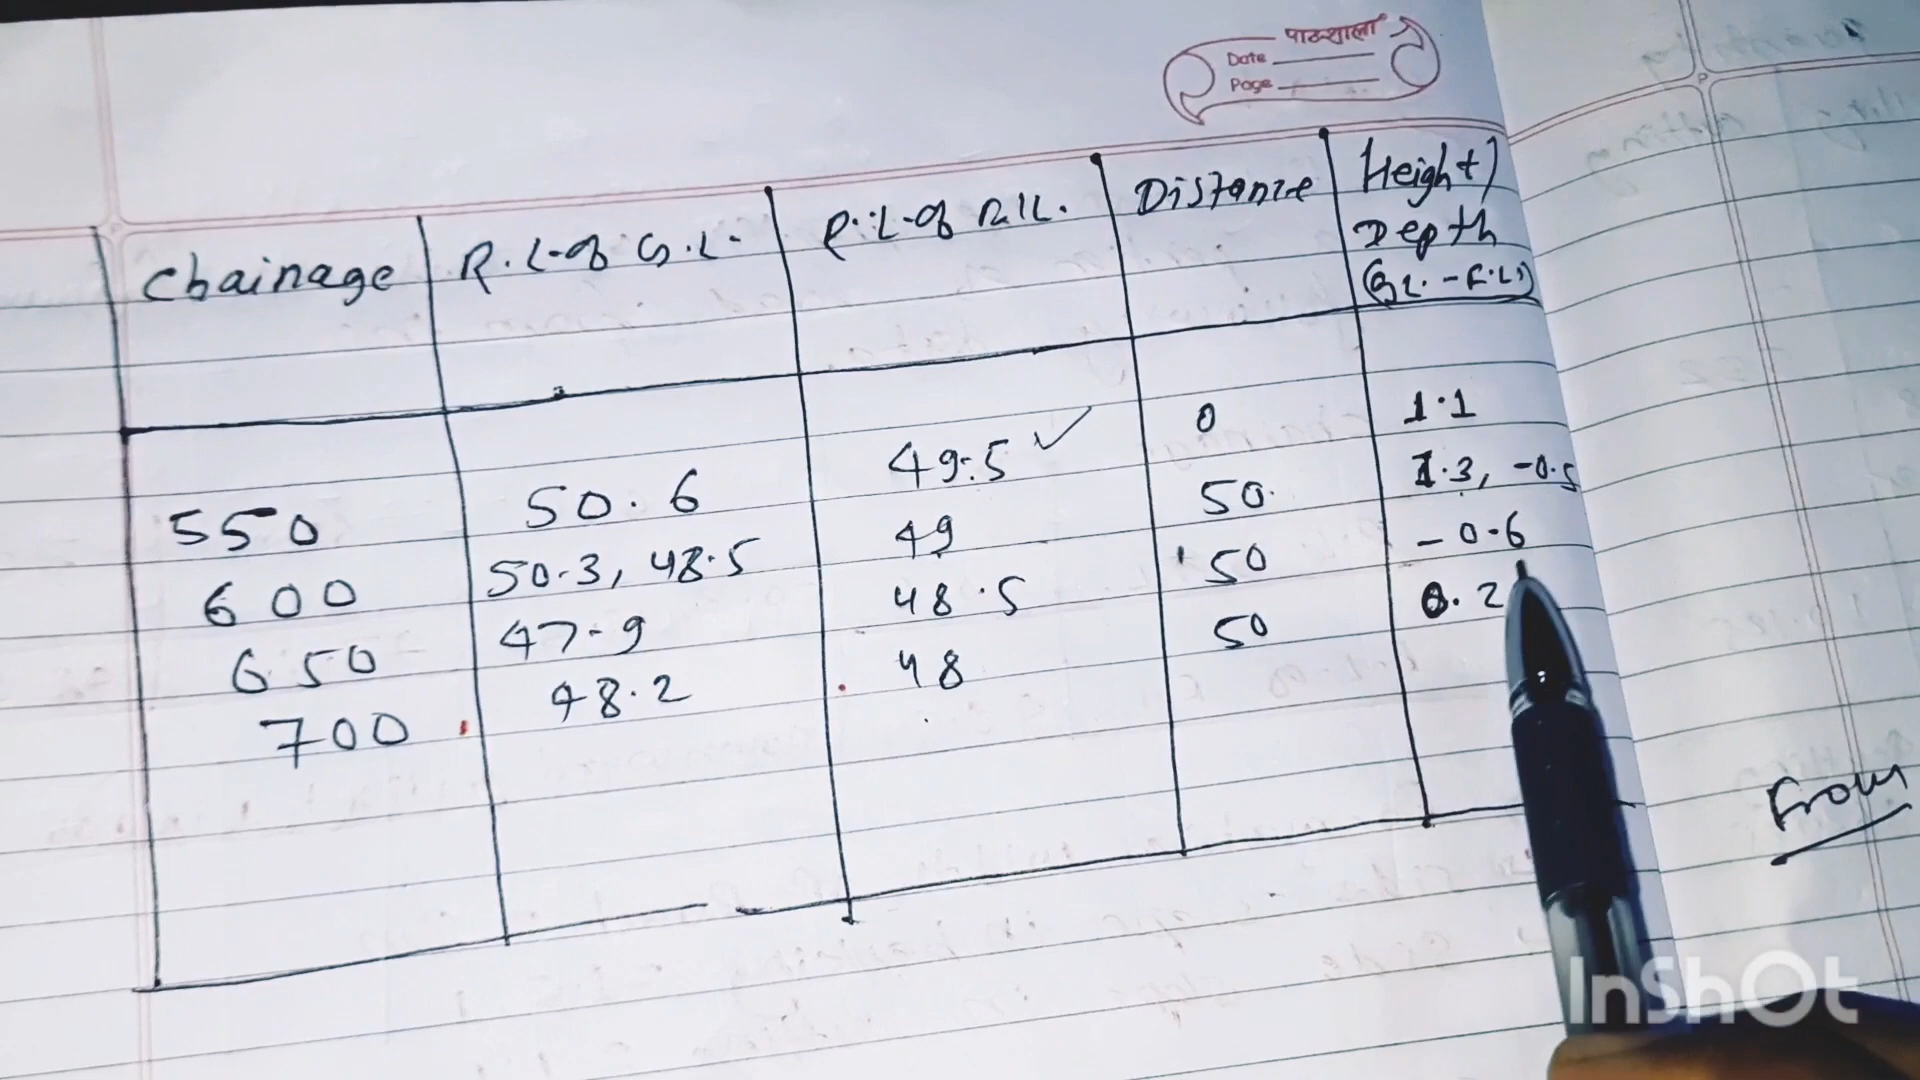 पाठशाला
Date
Page
Chainage R.L. of G.L. R.L. of Distance Height/
Depth
(G.L. - F.L.)
550 50.6 49.5 ✓ 0 1.1
600 50.3, 48.5 49 50 1.3, -0.5
650 47.9 48.5 50 -0.6
700 48.2 48 50 0.2
From
InShOt